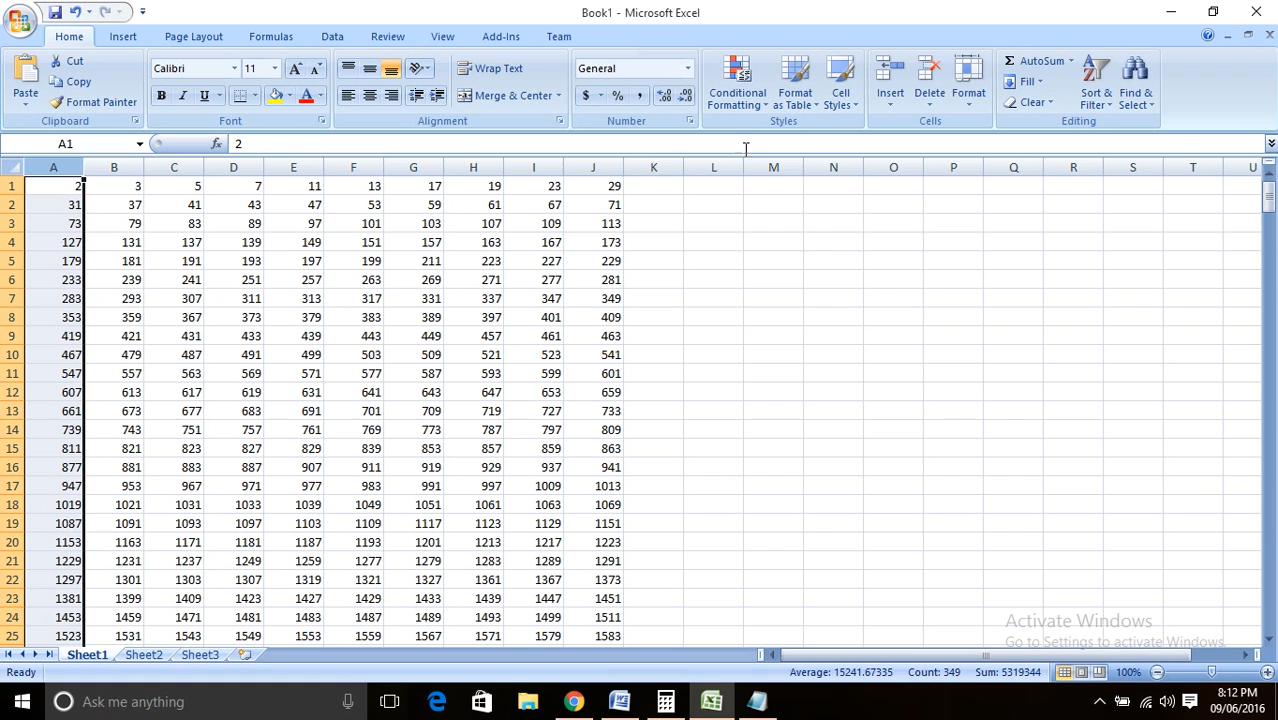 Book1 - Microsoft Excel
Home Insert Page Layout Formulas Data Review View Add-Ins Team
Paste Cut Calibri 11 A A Wrap Text General Conditional Formatting Format as Table Cell Styles Insert Delete Format Σ AutoSum Sort & Filter Find & Select
Copy Fill
Format Painter B I U A Merge & Center $ % , .0 .00 .00 .0 Clear
Clipboard Font Alignment Number Styles Cells Editing
A1 fx 2
A B C D E F G H I J K L M N O P Q R S T U
1 2 3 5 7 11 13 17 19 23 29
2 31 37 41 43 47 53 59 61 67 71
3 73 79 83 89 97 101 103 107 109 113
4 127 131 137 139 149 151 157 163 167 173
5 179 181 191 193 197 199 211 223 227 229
6 233 239 241 251 257 263 269 271 277 281
7 283 293 307 311 313 317 331 337 347 349
8 353 359 367 373 379 383 389 397 401 409
9 419 421 431 433 439 443 449 457 461 463
10 467 479 487 491 499 503 509 521 523 541
11 547 557 563 569 571 577 587 593 599 601
12 607 613 617 619 631 641 643 647 653 659
13 661 673 677 683 691 701 709 719 727 733
14 739 743 751 757 761 769 773 787 797 809
15 811 821 823 827 829 839 853 857 859 863
16 877 881 883 887 907 911 919 929 937 941
17 947 953 967 971 977 983 991 997 1009 1013
18 1019 1021 1031 1033 1039 1049 1051 1061 1063 1069
19 1087 1091 1093 1097 1103 1109 1117 1123 1129 1151
20 1153 1163 1171 1181 1187 1193 1201 1213 1217 1223
21 1229 1231 1237 1249 1259 1277 1279 1283 1289 1291
22 1297 1301 1303 1307 1319 1321 1327 1361 1367 1373
23 1381 1399 1409 1423 1427 1429 1433 1439 1447 1451
24 1453 1459 1471 1481 1483 1487 1489 1493 1499 1511
25 1523 1531 1543 1549 1553 1559 1567 1571 1579 1583
Activate Windows
Go to Settings to activate Windows.
Sheet1 Sheet2 Sheet3
Ready Average: 15241.67335 Count: 349 Sum: 5319344 100%
Ask me anything 8:12 PM
09/06/2016